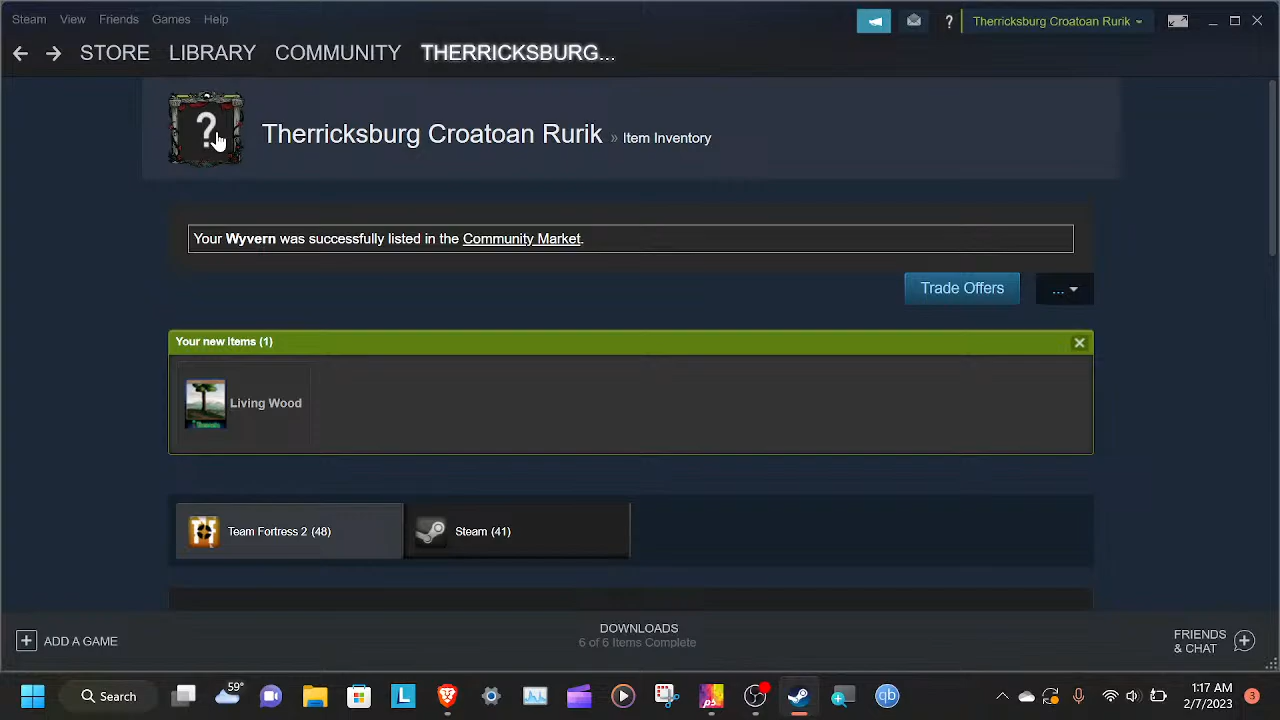 Steam View Friends Games Help
? Therricksburg Croatoan Rurik
STORE LIBRARY COMMUNITY THERRICKSBURG...
? Therricksburg Croatoan Rurik » Item Inventory
Your Wyvern was successfully listed in the Community Market.
Trade Offers ...
Your new Items (1)
Living Wood
Team Fortress 2 (48) Steam (41)
DOWNLOADS
6 of 6 Items Complete
+ ADD A GAME
FRIENDS
& CHAT +
Search 59° L ps qb
1:17 AM
2/7/2023 3